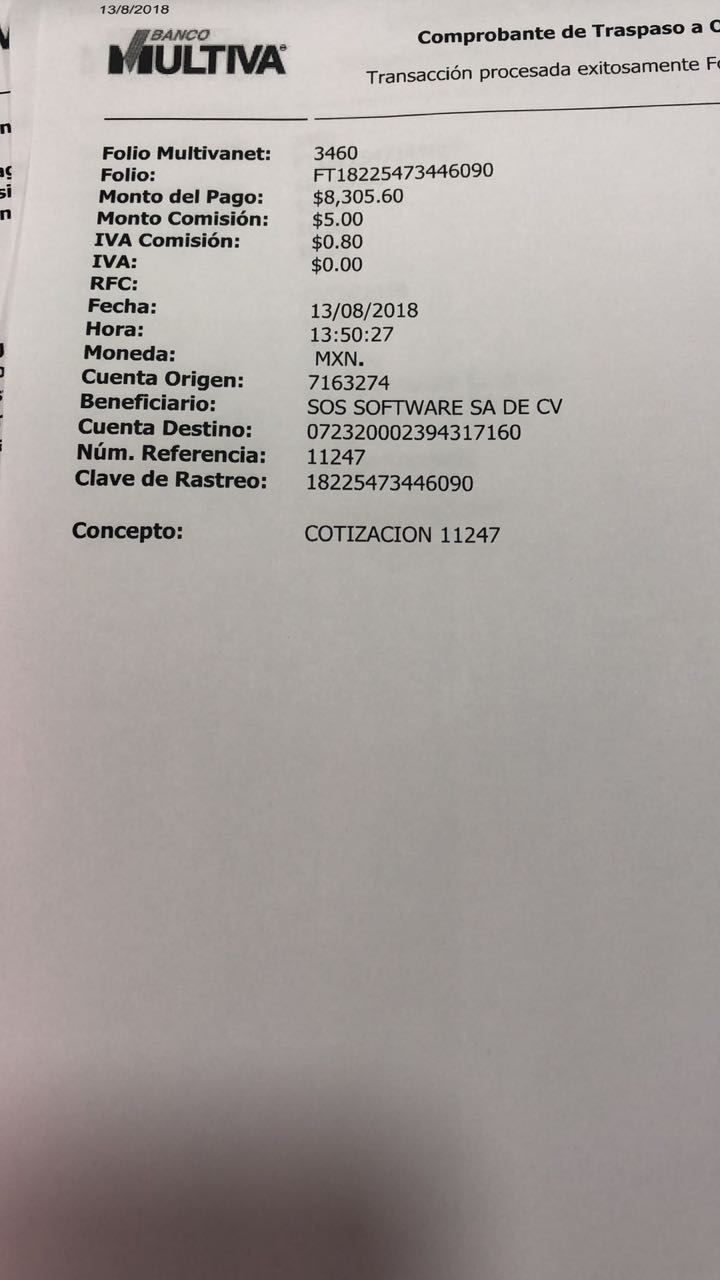 13/8/2018
BANCO
MULTIVA
Comprobante de Traspaso a
Transacción procesada exitosamente
Folio Multivanet: 3460
Folio: FT18225473446090
Monto del Pago: $8,305.60
Monto Comisión: $5.00
IVA Comisión: $0.80
IVA: $0.00
RFC:
Fecha: 13/08/2018
Hora: 13:50:27
Moneda: MXN.
Cuenta Origen: 7163274
Beneficiario: SOS SOFTWARE SA DE CV
Cuenta Destino: 072320002394317160
Núm. Referencia: 11247
Clave de Rastreo: 18225473446090
Concepto: COTIZACION 11247